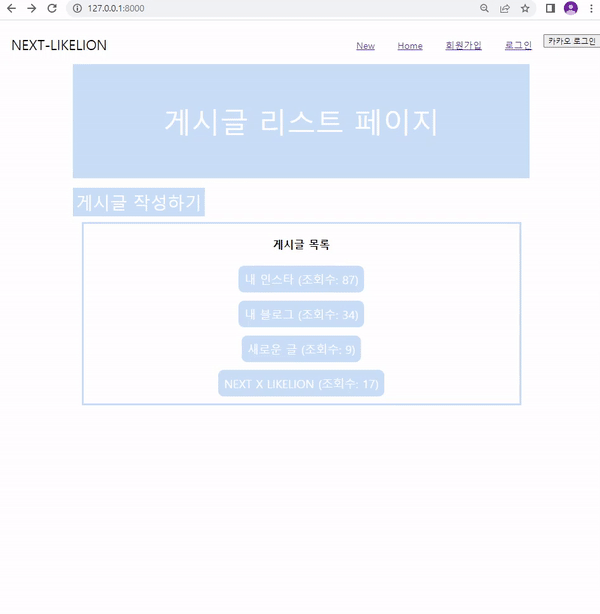 127.0.0.1:8000
NEXT-LIKELION New Home 회원가입 로그인 카카오 로그인
게시글 리스트 페이지
게시글 작성하기
게시글 목록
내 인스타 (조회수: 87)
내 블로그 (조회수: 34)
새로운 글 (조회수: 9)
NEXT X LIKELION (조회수: 17)